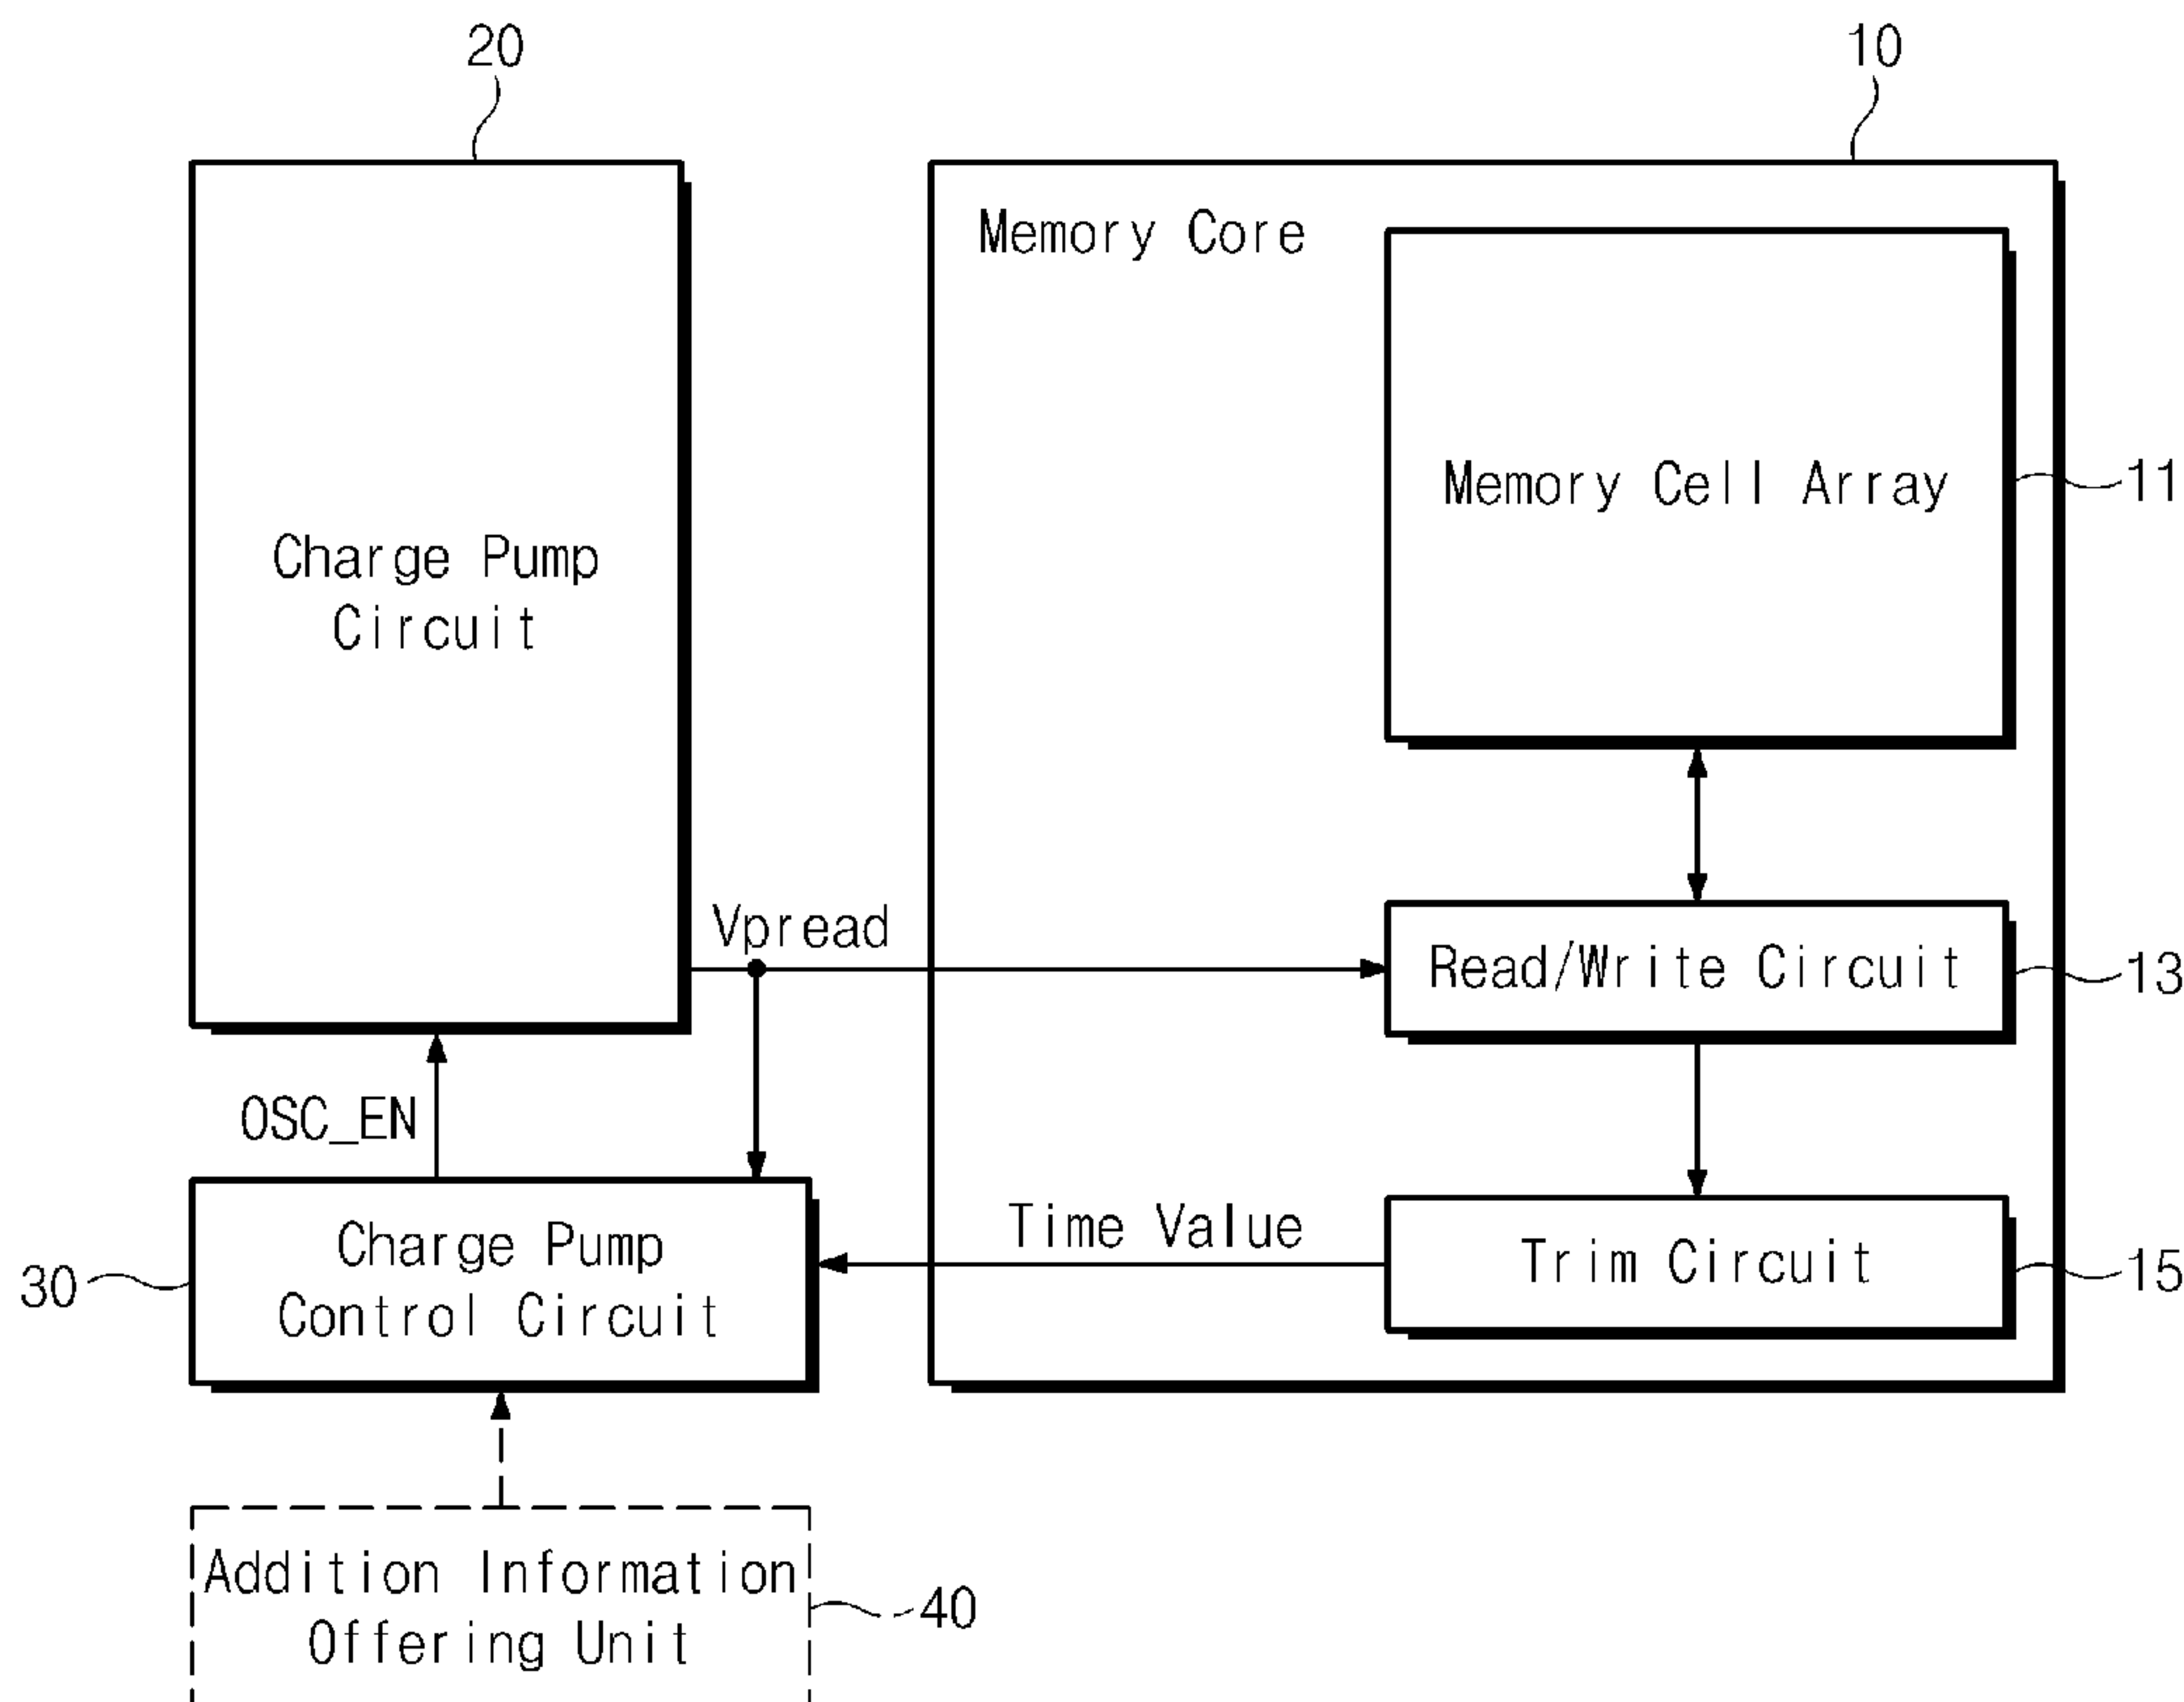 20
10
Memory Core
Memory Cell Array
11
Charge Pump
Circuit
Vpread
Read/Write Circuit
13
OSC_EN
Time Value
Trim Circuit
15
30
Charge Pump
Control Circuit
Addition Information
Offering Unit
40